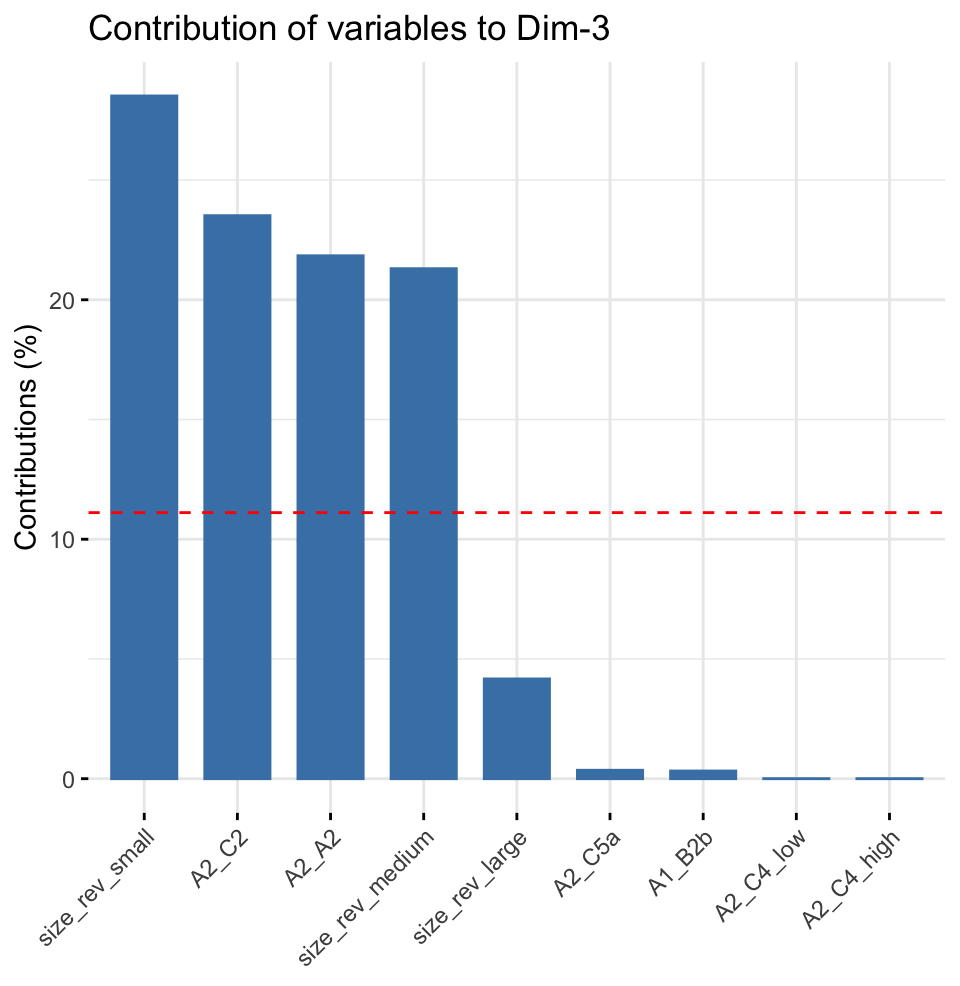 Contribution of variables to Dim-3
Contributions (%)
20
10
0
size_rev_small
A2_C2
A2_A2
size_rev_medium
size_rev_large
A2_C5a
A1_B2b
A2_C4_low
A2_C4_high